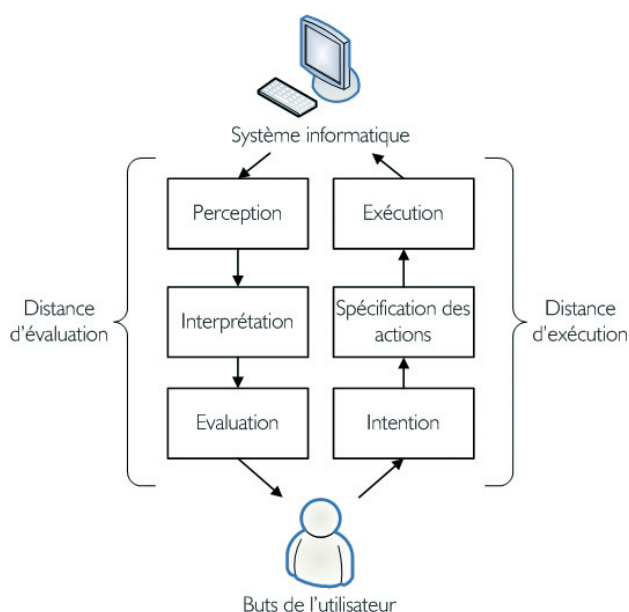 Système informatique
Perception
Exécution
Distance
d'évaluation
Interprétation
Spécification des
actions
Distance
d'exécution
Evaluation
Intention
Buts de l'utilisateur